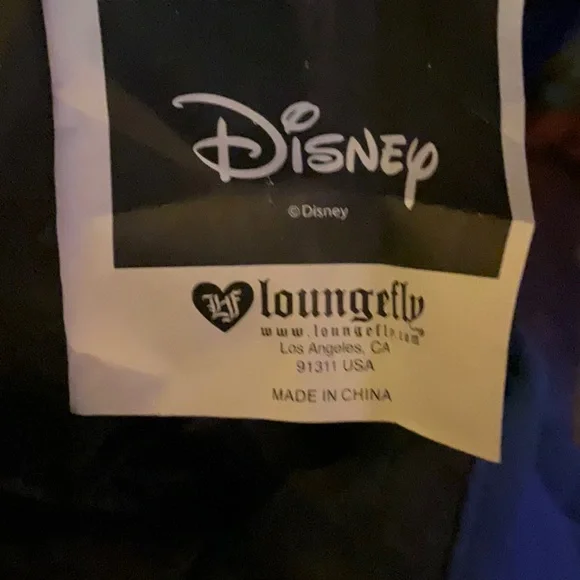 Disney
© Disney
LF loungefly
www.loungefly.com
Los Angeles, CA
91311 USA
MADE IN CHINA